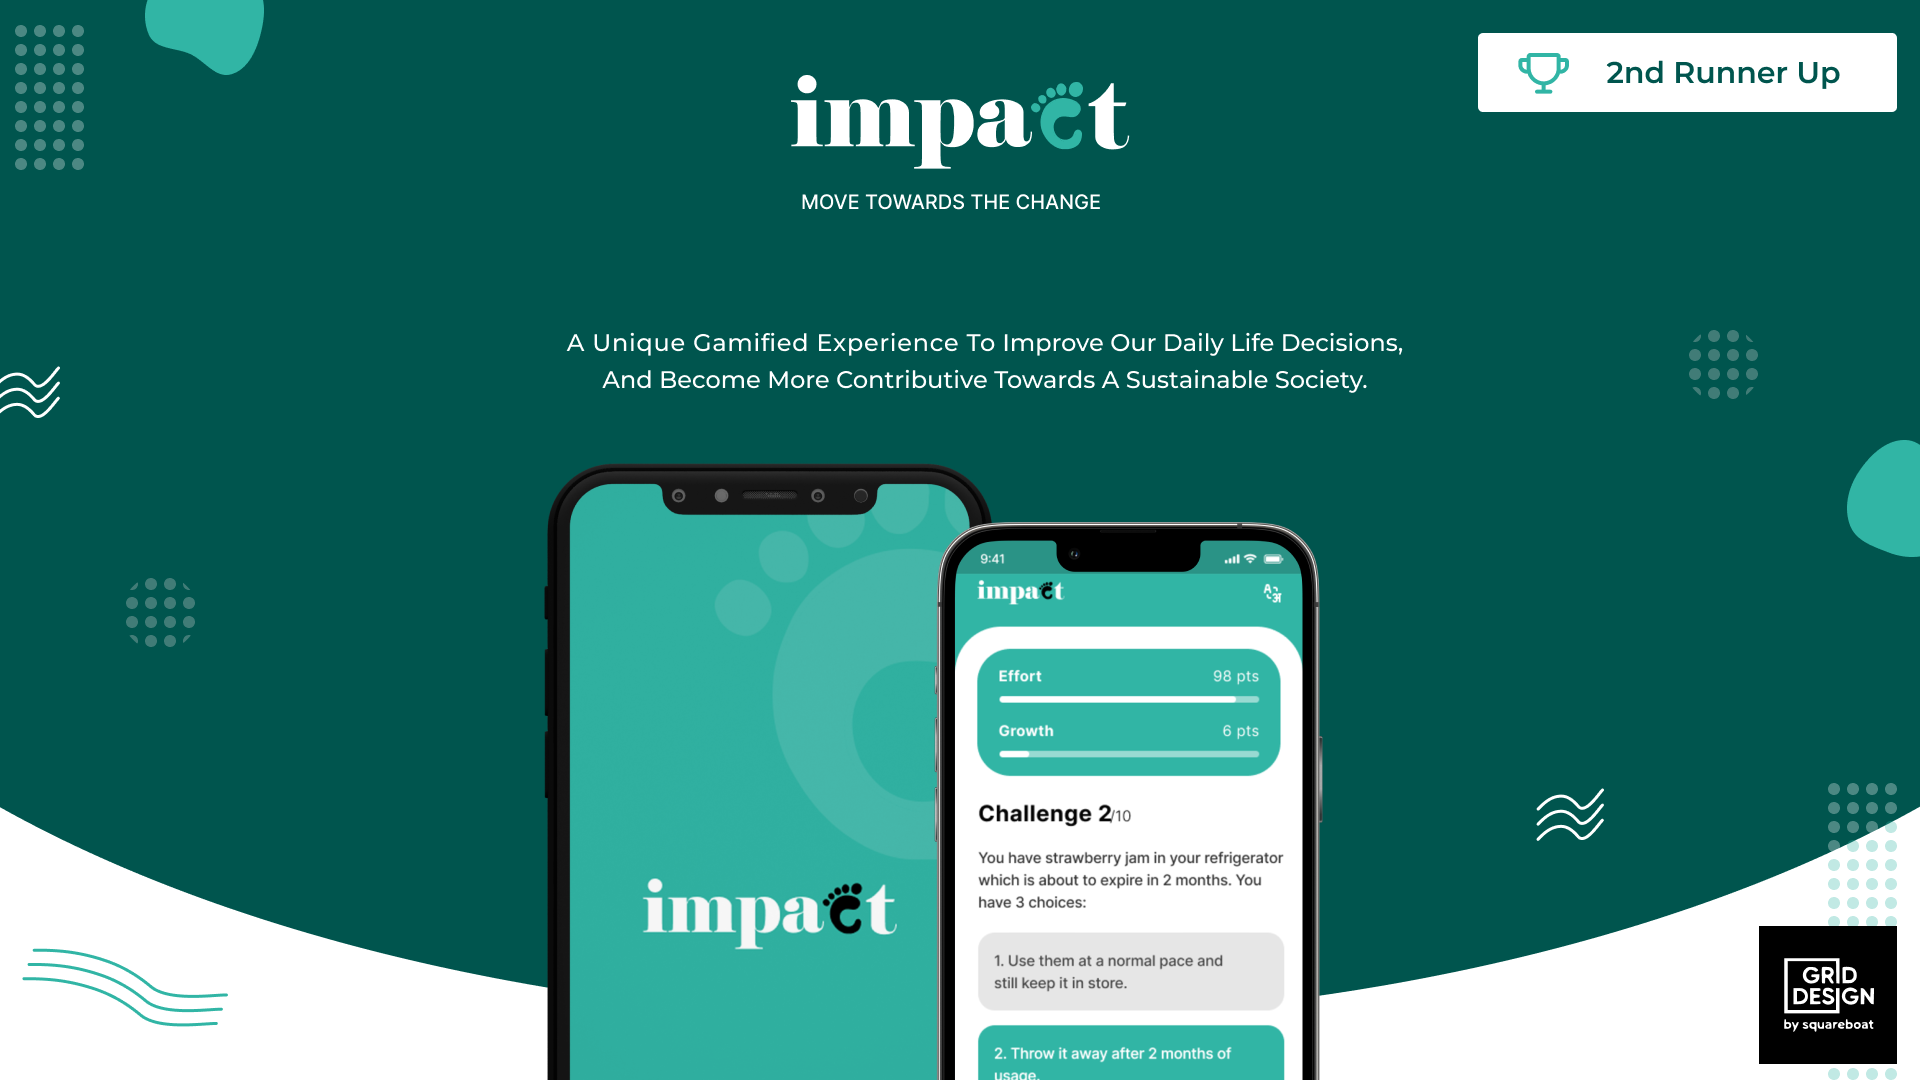 impact
2nd Runner Up
MOVE TOWARDS THE CHANGE
A Unique Gamified Experience To Improve Our Daily Life Decisions,
And Become More Contributive Towards A Sustainable Society.
impact
9:41
impact
A अ
Effort 98 pts
Growth 6 pts
Challenge 2/10
You have strawberry jam in your refrigerator
which is about to expire in 2 months. You
have 3 choices:
1. Use them at a normal pace and
still keep it in store.
2. Throw it away after 2 months of
usage.
GRID
DESIGN
by squareboat